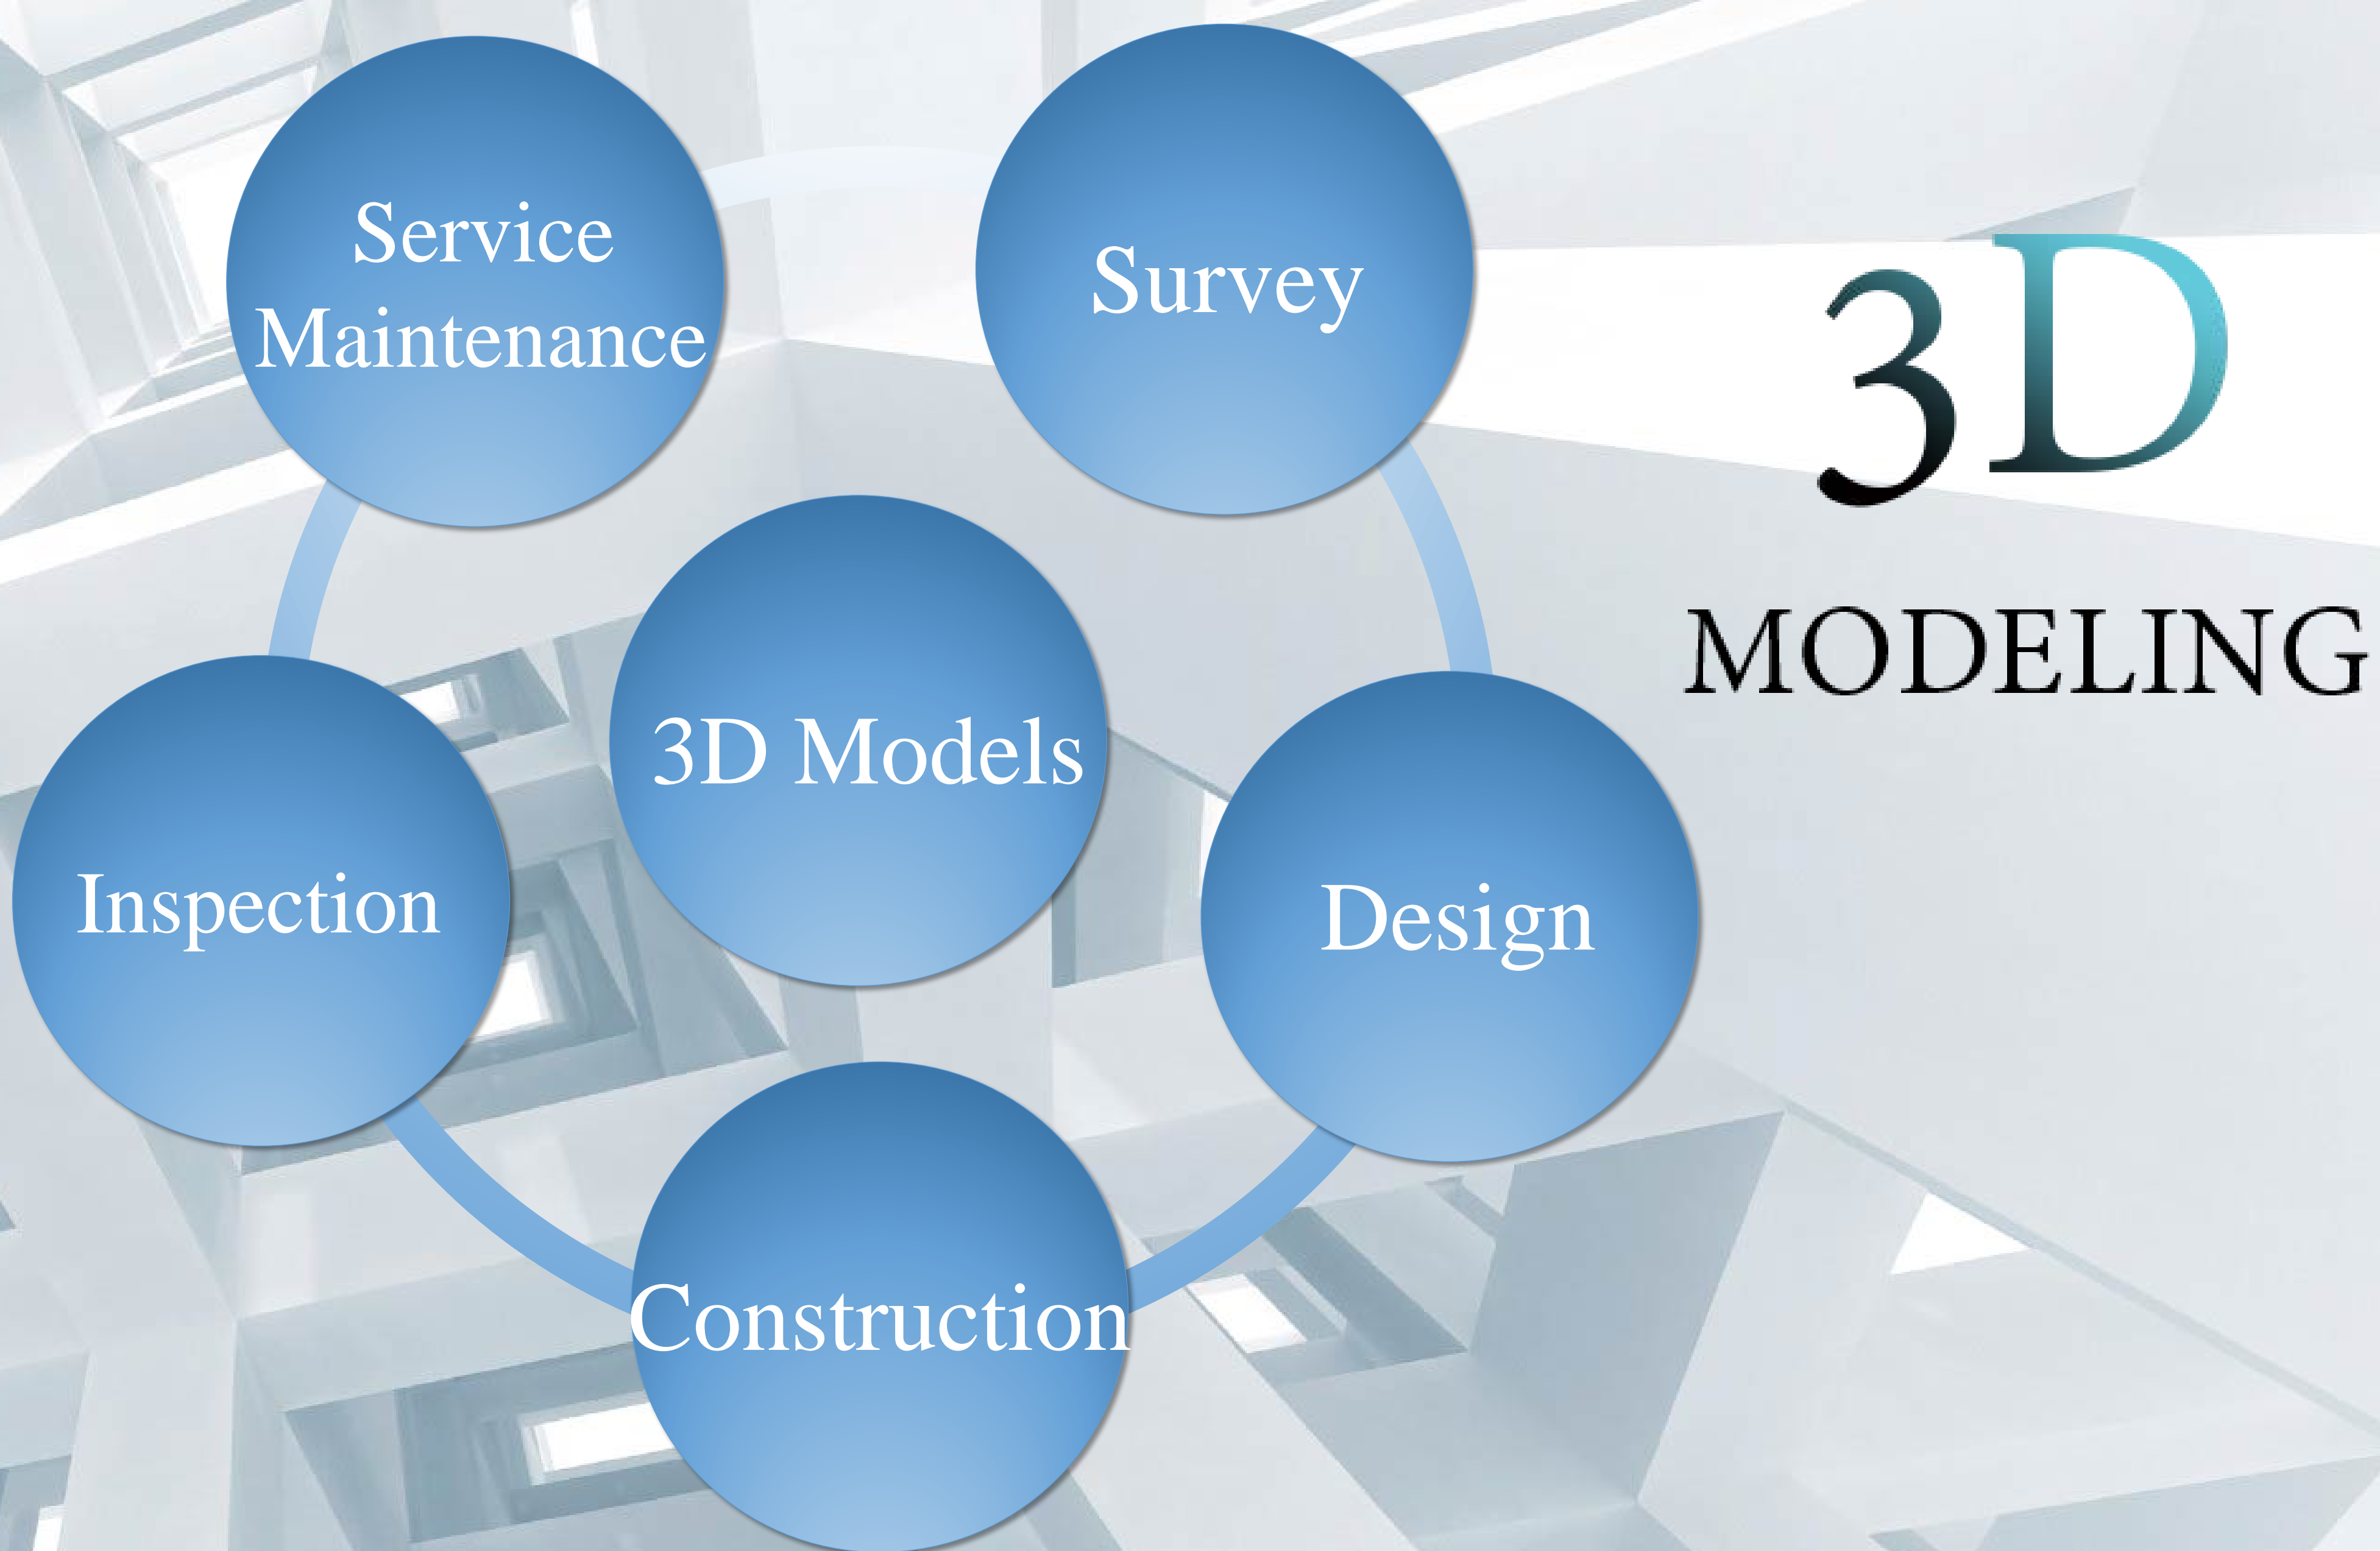 Service
Maintenance
Survey
3D
MODELING
3D Models
Inspection
Design
Construction